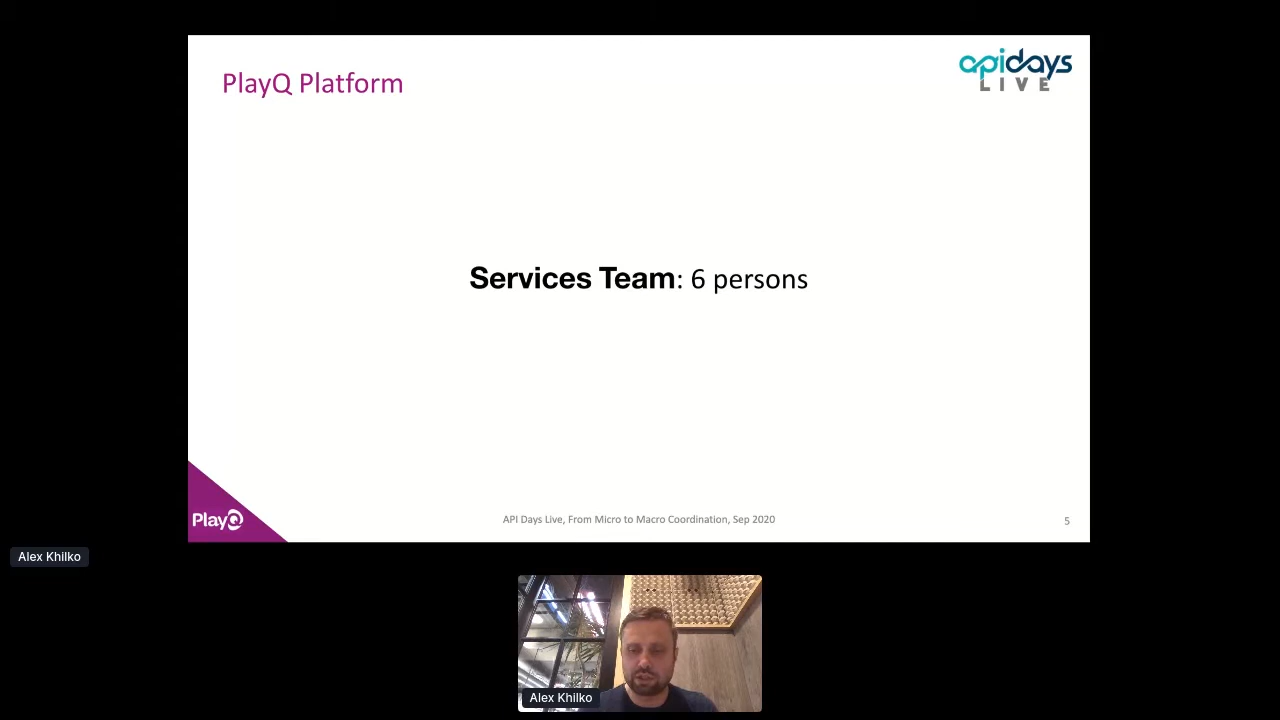 PlayQ Platform
apidays
LIVE
Services Team: 6 persons
PlayQ
API Days Live, From Micro to Macro Coordination, Sep 2020
5
Alex Khilko
Alex Khilko